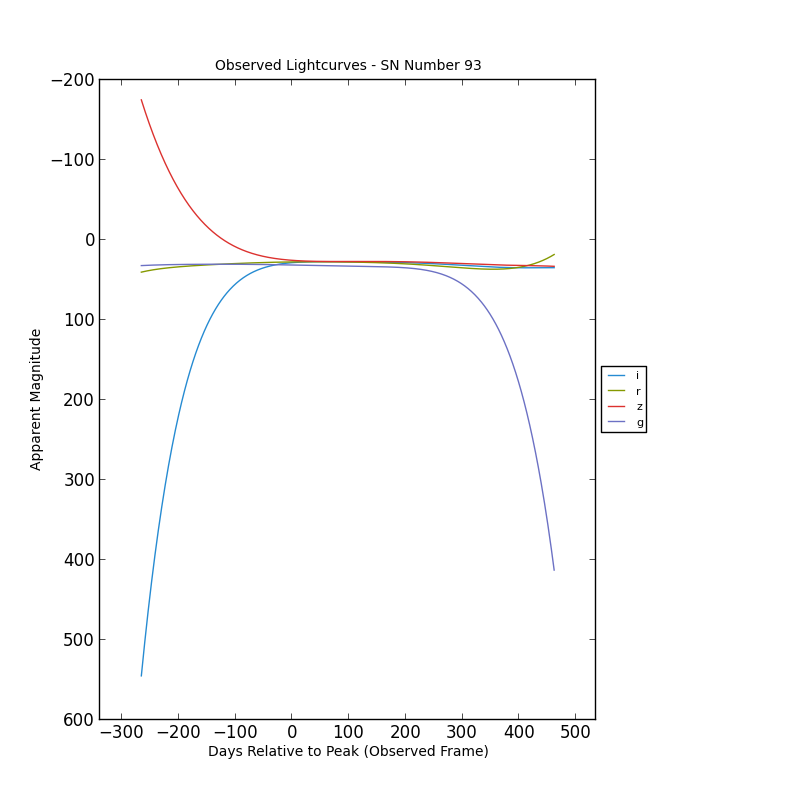 Observed Lightcurves - SN Number 93
−200
−100
0
100
200
300
400
500
600
Apparent Magnitude
−300 −200 −100 0 100 200 300 400 500
Days Relative to Peak (Observed Frame)
i
r
z
g